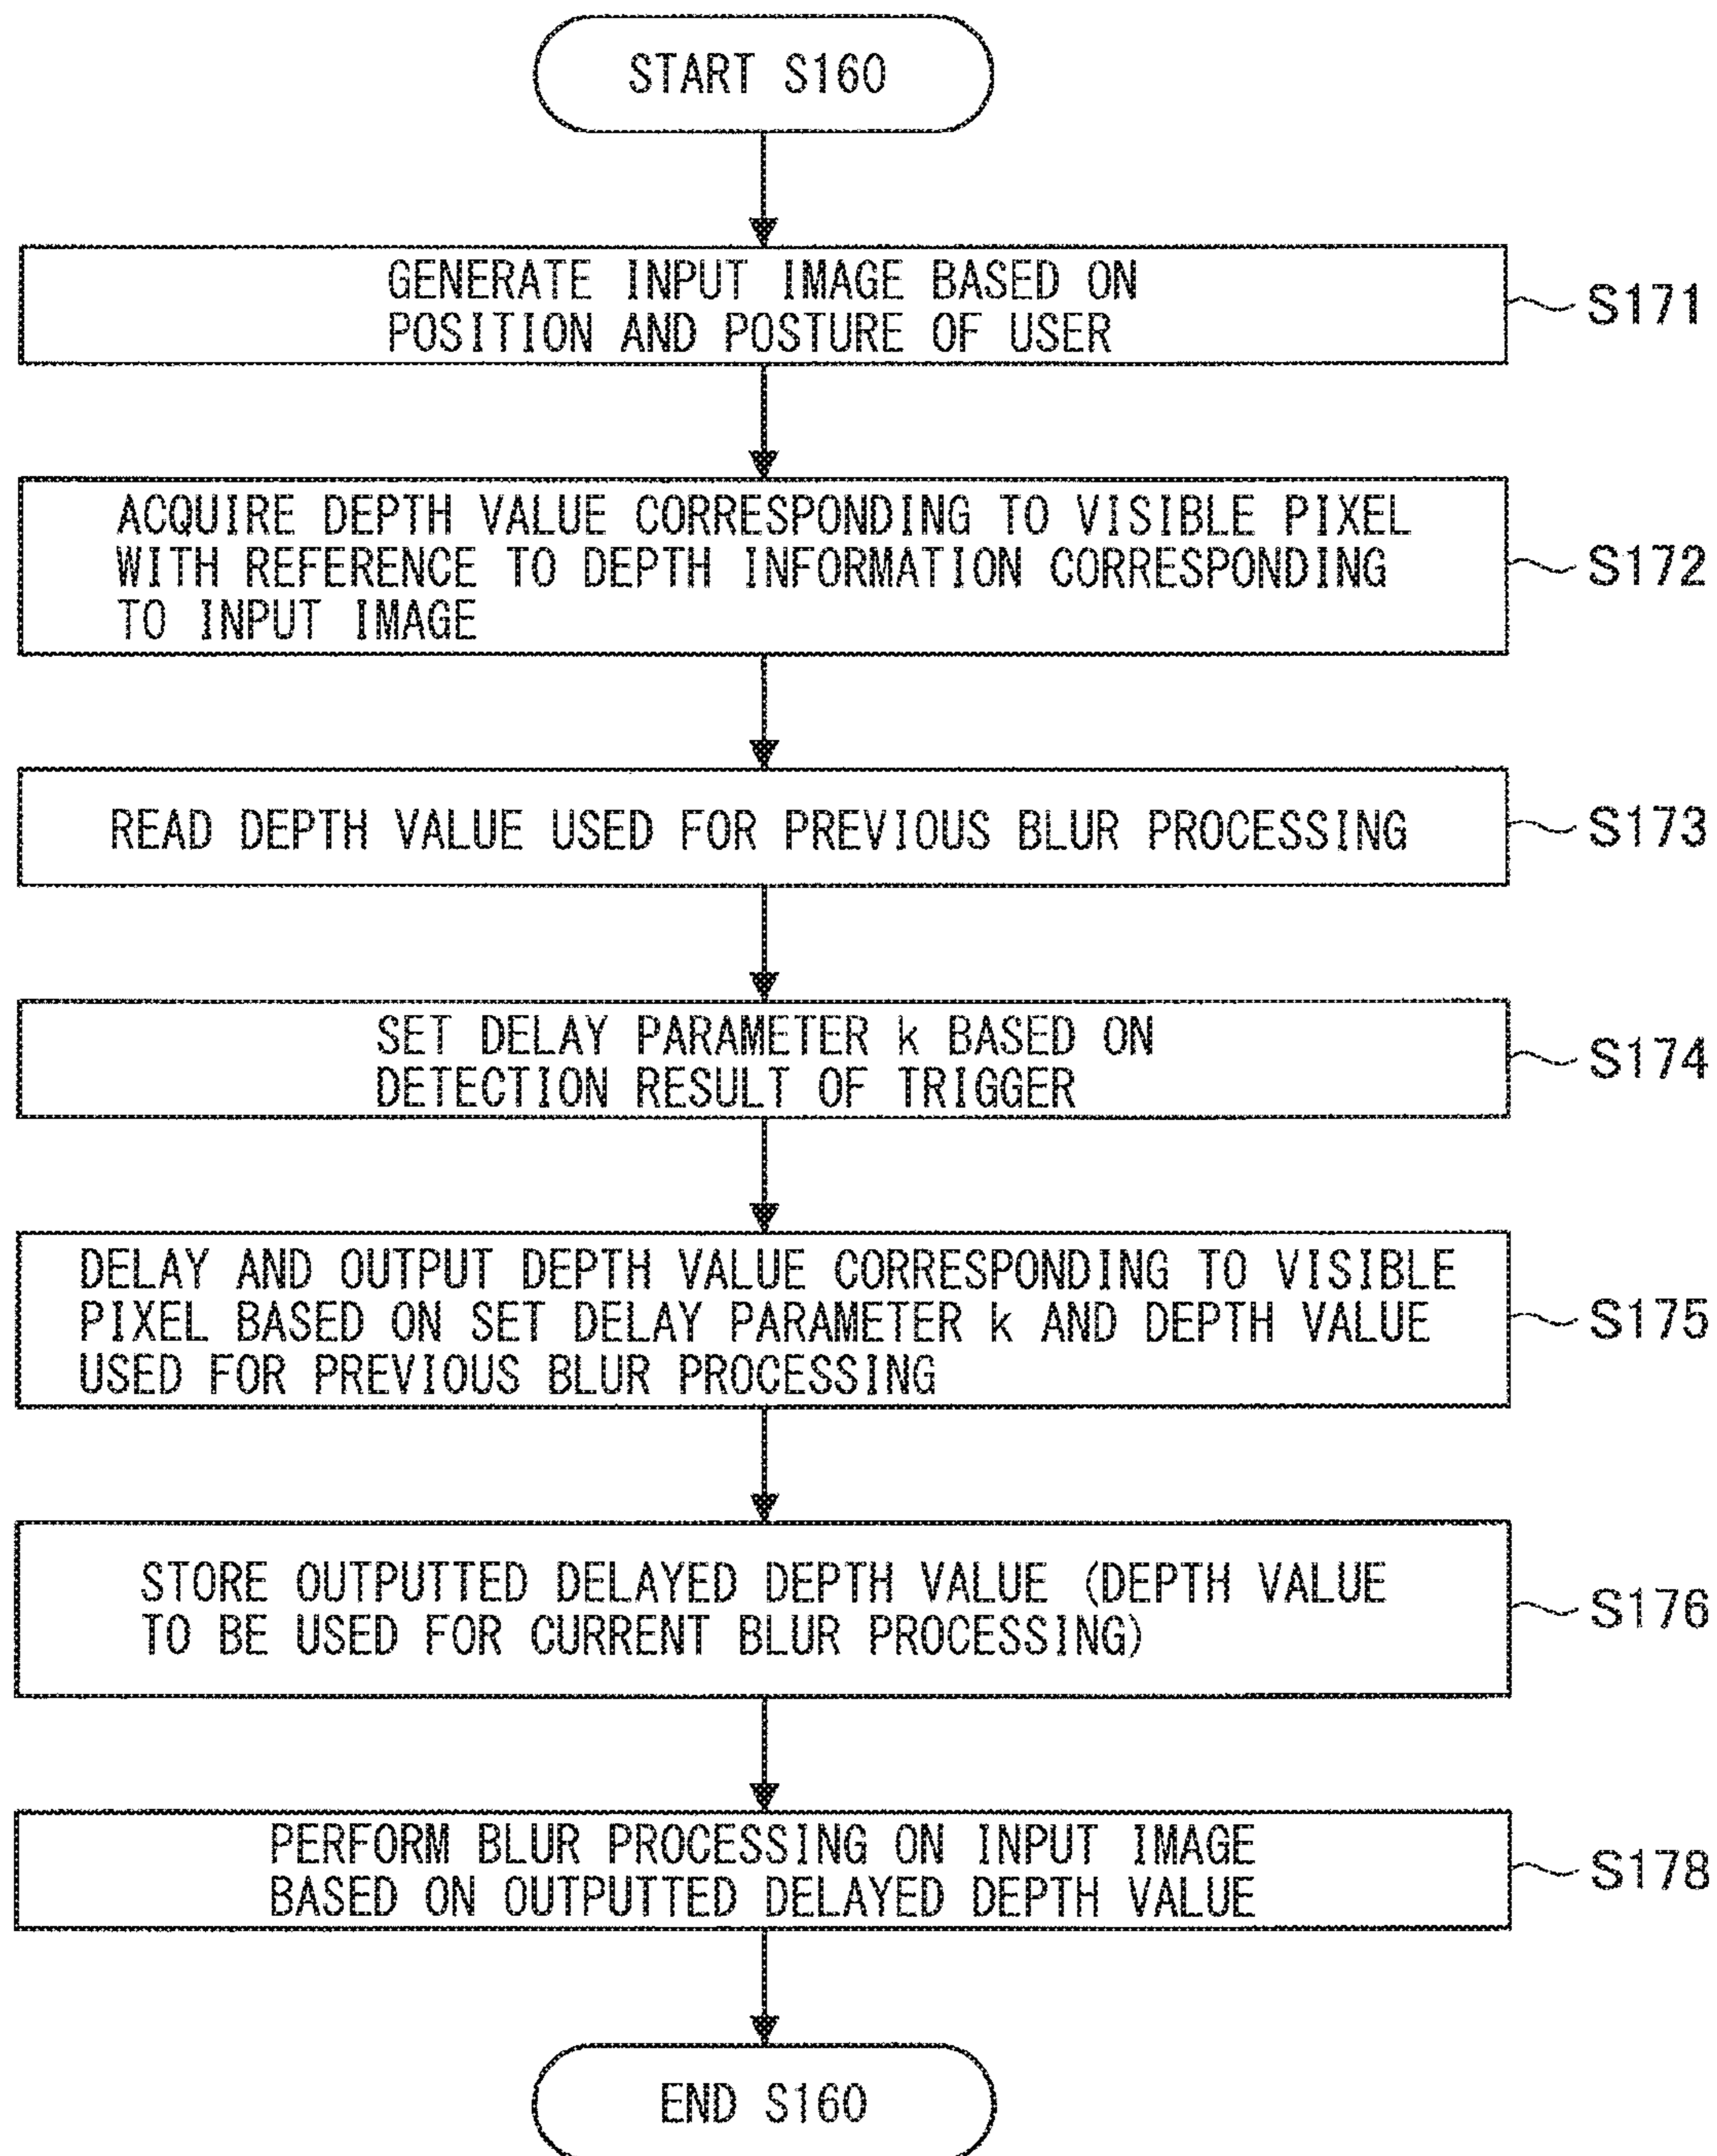 START S160
GENERATE INPUT IMAGE BASED ON
POSITION AND POSTURE OF USER
S171
ACQUIRE DEPTH VALUE CORRESPONDING TO VISIBLE PIXEL
WITH REFERENCE TO DEPTH INFORMATION CORRESPONDING
TO INPUT IMAGE
S172
READ DEPTH VALUE USED FOR PREVIOUS BLUR PROCESSING
S173
SET DELAY PARAMETER k BASED ON
DETECTION RESULT OF TRIGGER
S174
DELAY AND OUTPUT DEPTH VALUE CORRESPONDING TO VISIBLE
PIXEL BASED ON SET DELAY PARAMETER k AND DEPTH VALUE
USED FOR PREVIOUS BLUR PROCESSING
S175
STORE OUTPUTTED DELAYED DEPTH VALUE (DEPTH VALUE
TO BE USED FOR CURRENT BLUR PROCESSING)
S176
PERFORM BLUR PROCESSING ON INPUT IMAGE
BASED ON OUTPUTTED DELAYED DEPTH VALUE
S178
END S160